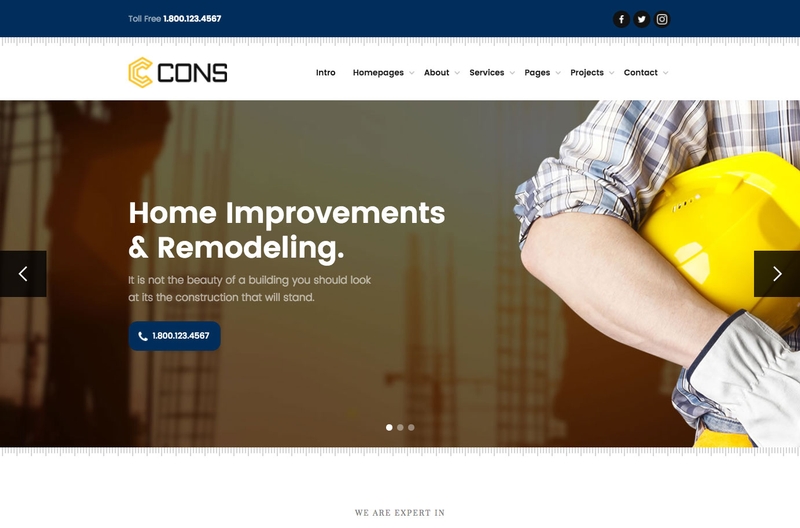 Toll Free 1.800.123.4567
CONS
Intro Homepages About Services Pages Projects Contact
Home Improvements
& Remodeling.
It is not the beauty of a building you should look
at its the construction that will stand.
1.800.123.4567
WE ARE EXPERT IN